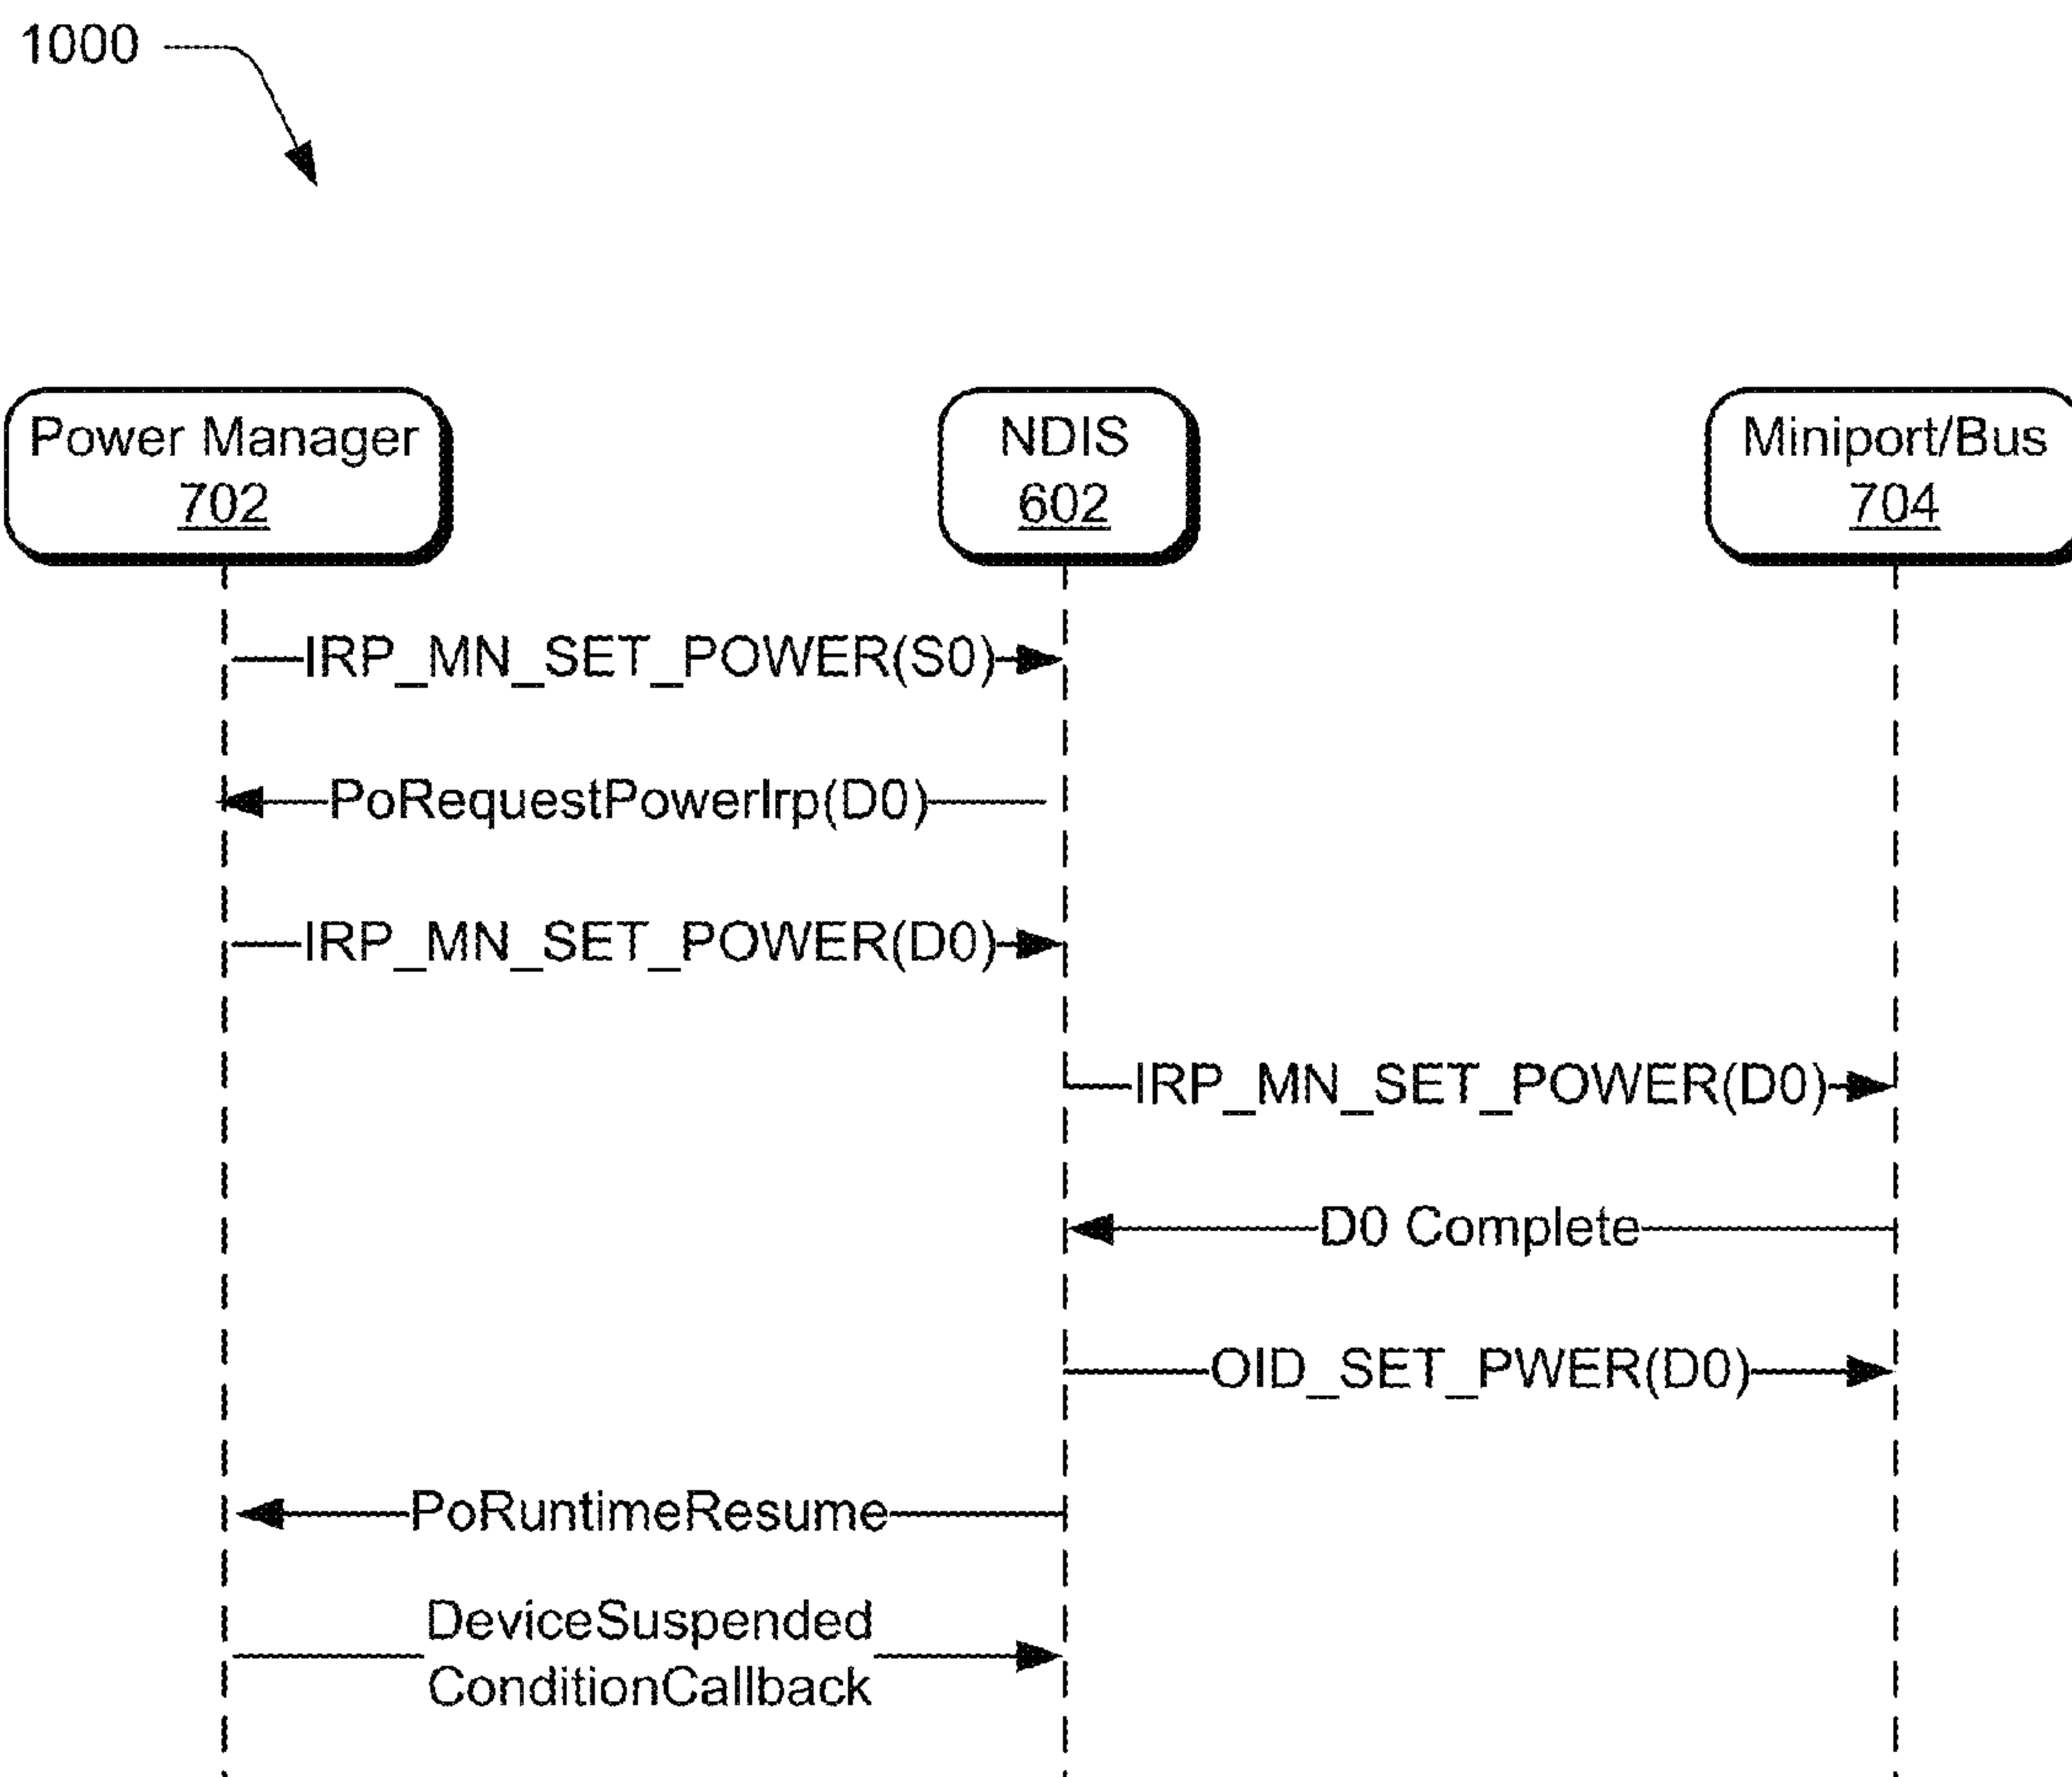 1000
Power Manager
702
NDIS
602
Miniport/Bus
704
IRP_MN_SET_POWER(S0)
PoRequestPowerIrp(D0)
IRP_MN_SET_POWER(D0)
IRP_MN_SET_POWER(D0)
D0 Complete
OID_SET_PWER(D0)
PoRuntimeResume
DeviceSuspended
ConditionCallback